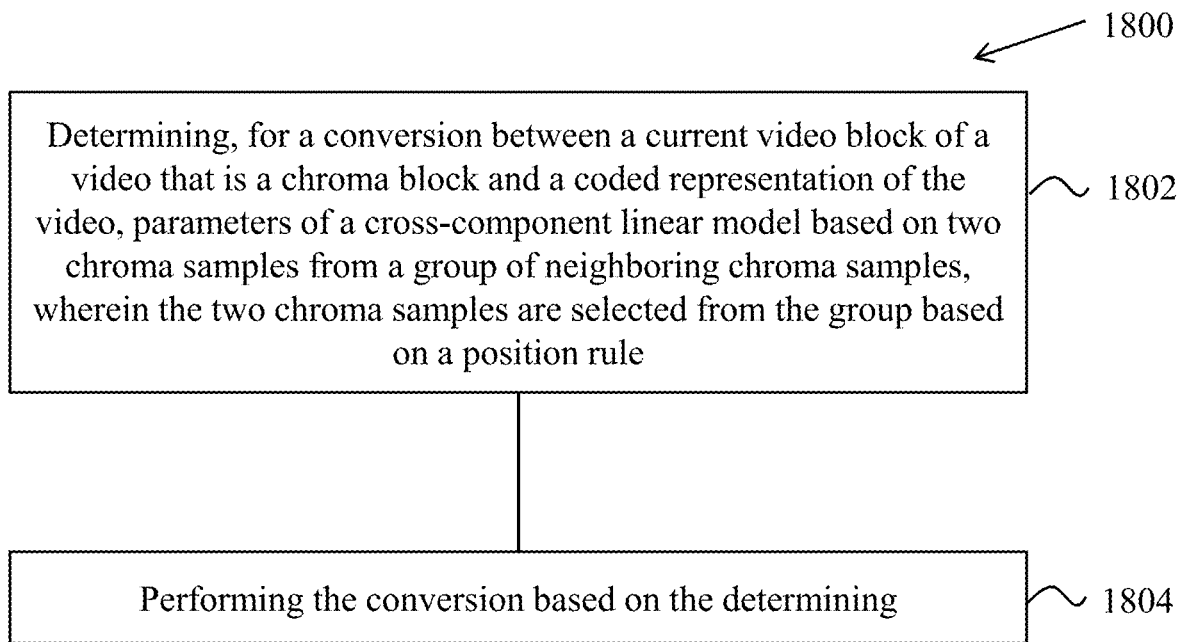 1800
Determining, for a conversion between a current video block of a
video that is a chroma block and a coded representation of the
video, parameters of a cross-component linear model based on two
chroma samples from a group of neighboring chroma samples,
wherein the two chroma samples are selected from the group based
on a position rule
1802
Performing the conversion based on the determining
1804